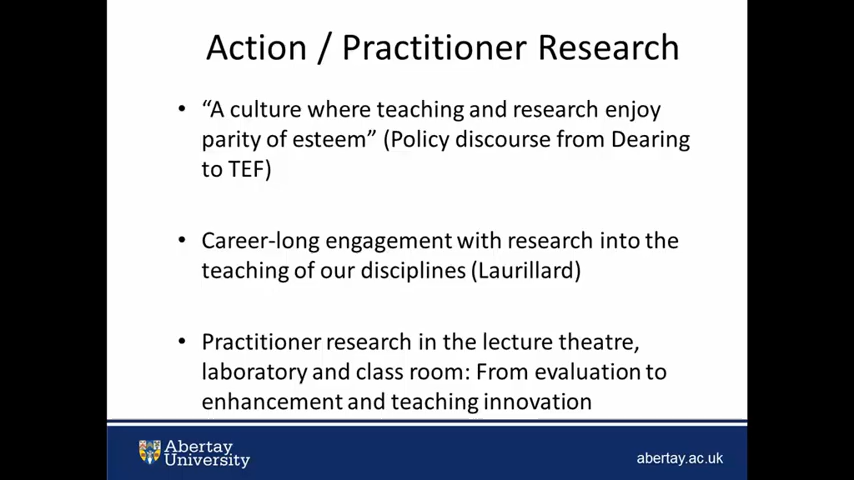 Action / Practitioner Research
• “A culture where teaching and research enjoy
parity of esteem” (Policy discourse from Dearing
to TEF)
• Career-long engagement with research into the
teaching of our disciplines (Laurillard)
• Practitioner research in the lecture theatre,
laboratory and class room: From evaluation to
enhancement and teaching innovation
Abertay
University
abertay.ac.uk